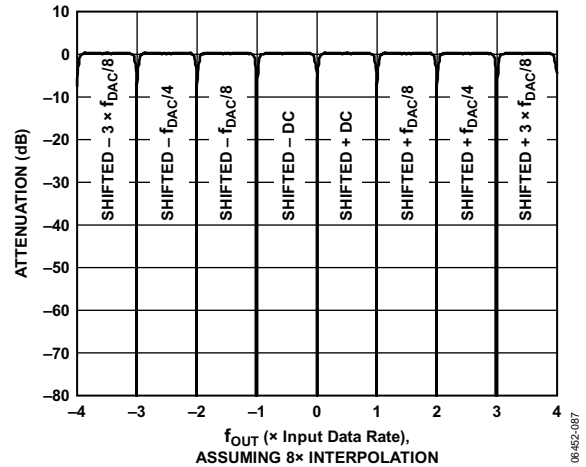 10
0
–10
–20
–30
–40
–50
–60
–70
–80
ATTENUATION (dB)
SHIFTED – 3 × fDAC/8
SHIFTED – fDAC/4
SHIFTED – fDAC/8
SHIFTED – DC
SHIFTED + DC
SHIFTED + fDAC/8
SHIFTED + fDAC/4
SHIFTED + 3 × fDAC/8
–4 –3 –2 –1 0 1 2 3 4
fOUT (× Input Data Rate),
ASSUMING 8× INTERPOLATION
06452-087